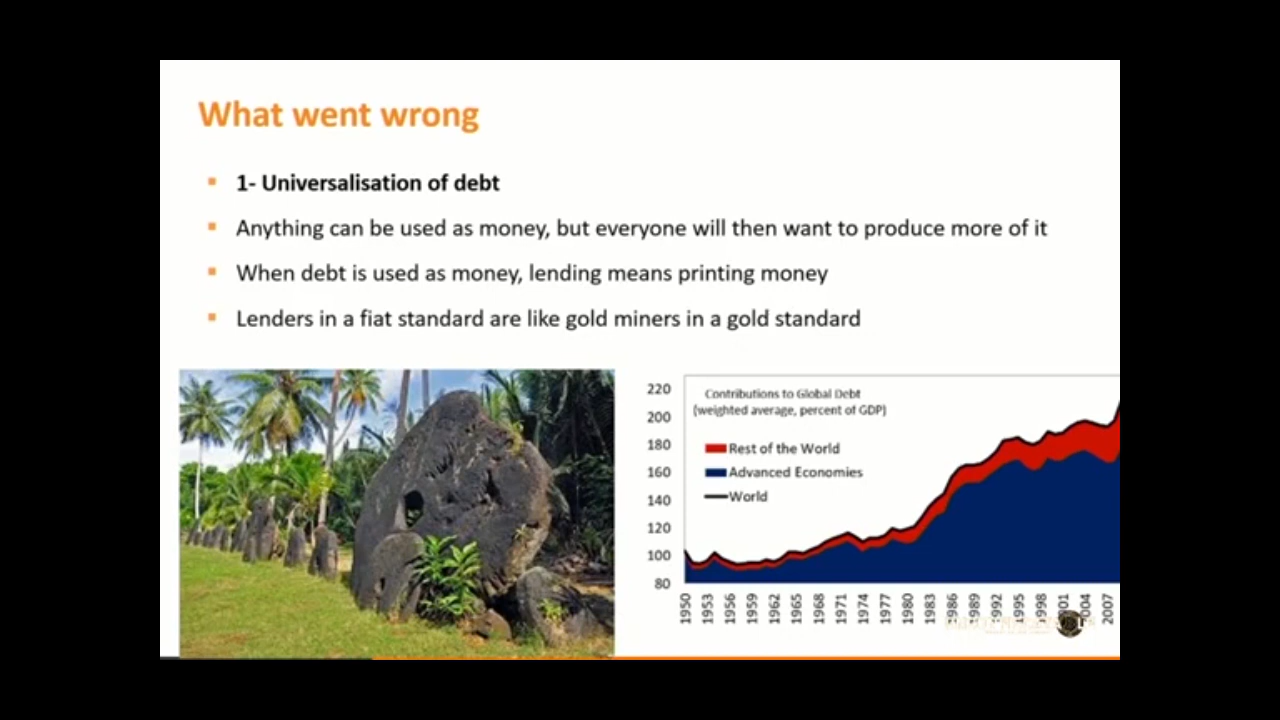 What went wrong
1- Universalisation of debt
Anything can be used as money, but everyone will then want to produce more of it
When debt is used as money, lending means printing money
Lenders in a fiat standard are like gold miners in a gold standard
Contributions to Global Debt
(weighted average, percent of GDP)
Rest of the World
Advanced Economies
World
220
200
180
160
140
120
100
80
1950
1953
1956
1959
1962
1965
1968
1971
1974
1977
1980
1983
1986
1989
1992
1995
1998
2001
2004
2007